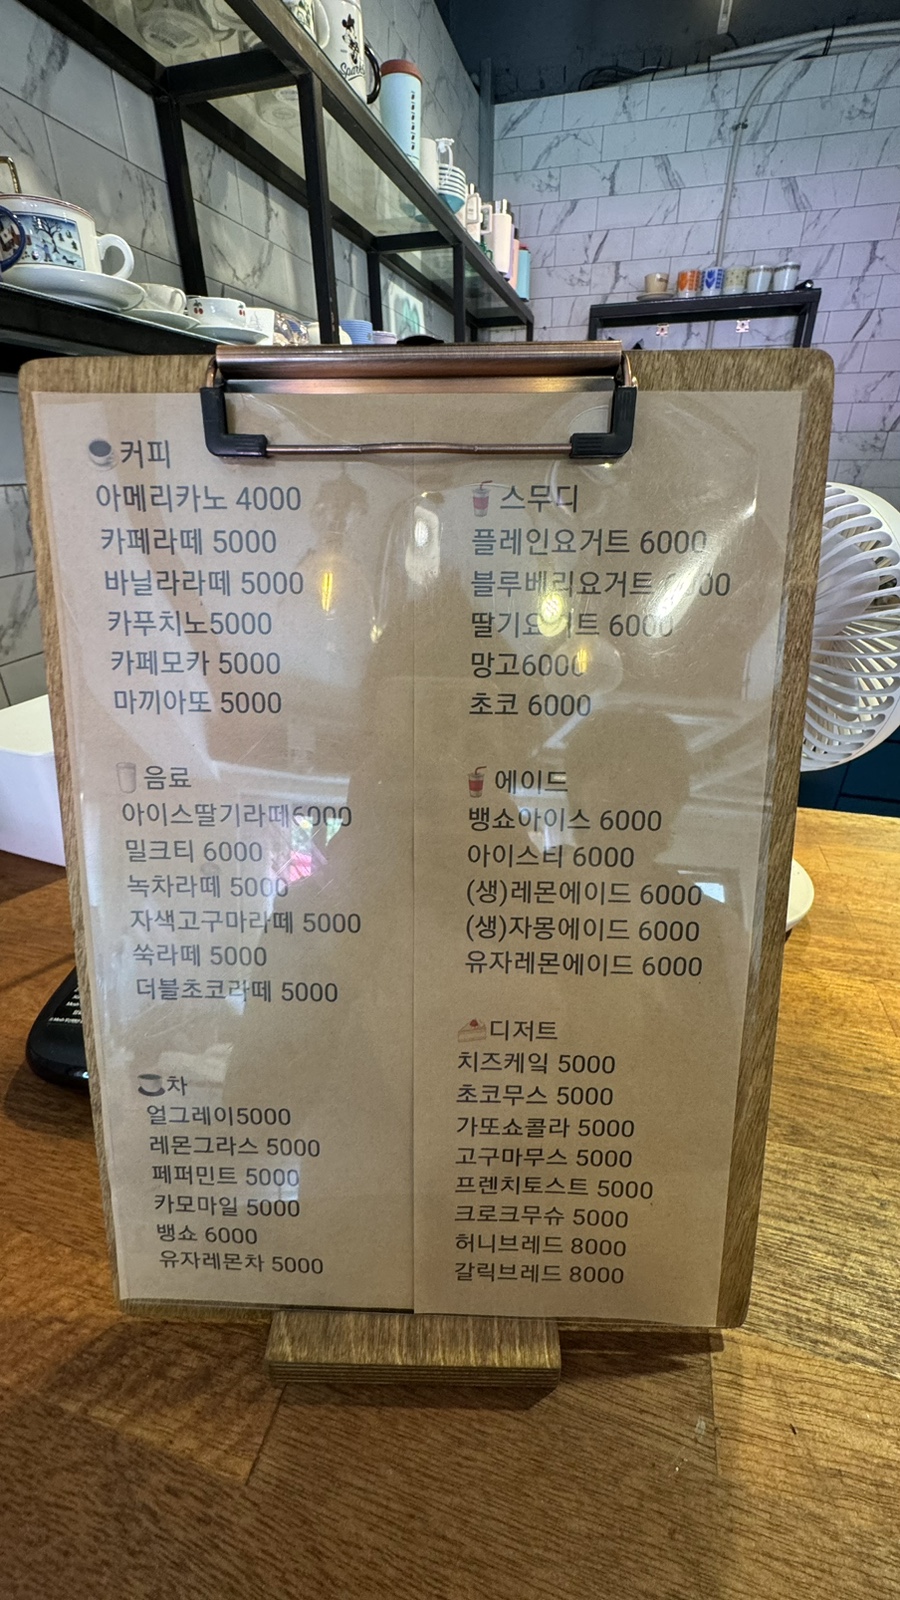 커피
아메리카노 4000
카페라떼 5000
바닐라라떼 5000
카푸치노5000
카페모카 5000
마끼아또 5000
음료
아이스딸기라떼6000
밀크티 6000
녹차라떼 5000
자색고구마라떼 5000
쑥라떼 5000
더블초코라떼 5000
차
얼그레이5000
레몬그라스 5000
페퍼민트 5000
카모마일 5000
뱅쇼 6000
유자레몬차 5000
스무디
플레인요거트 6000
블루베리요거트
6000
망고6000
초코 6000
에이드
뱅쇼아이스 6000
아이스티 6000
(생)레몬에이드 6000
(생)자몽에이드 6000
유자레몬에이드 6000
디저트
치즈케잌 5000
초코무스 5000
가또쇼콜라 5000
고구마무스 5000
프렌치토스트 5000
크로크무슈 5000
허니브레드 8000
갈릭브레드 8000